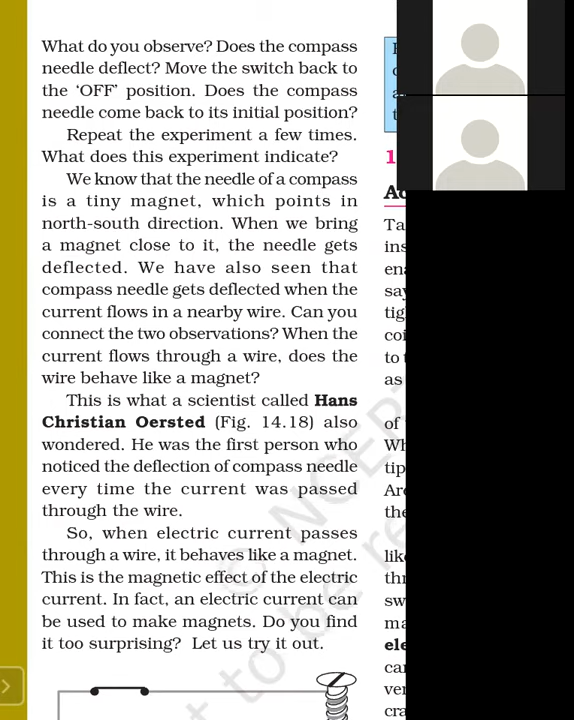 What do you observe? Does the compass
needle deflect? Move the switch back to
the ‘OFF’ position. Does the compass
needle come back to its initial position?
Repeat the experiment a few times.
What does this experiment indicate?
We know that the needle of a compass
is a tiny magnet, which points in
north-south direction. When we bring
a magnet close to it, the needle gets
deflected. We have also seen that
compass needle gets deflected when the
current flows in a nearby wire. Can you
connect the two observations? When the
current flows through a wire, does the
wire behave like a magnet?
This is what a scientist called Hans
Christian Oersted (Fig. 14.18) also
wondered. He was the first person who
noticed the deflection of compass needle
every time the current was passed
through the wire.
So, when electric current passes
through a wire, it behaves like a magnet.
This is the magnetic effect of the electric
current. In fact, an electric current can
be used to make magnets. Do you find
it too surprising? Let us try it out.
© NCERT
not to be re
1
as
of